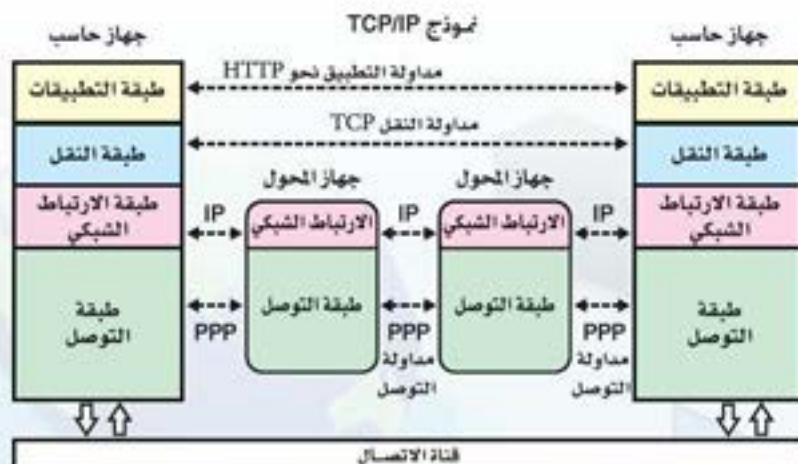 نموذج TCP/IP
جهاز حاسب
جهاز حاسب
مداولة التطبيق نحو HTTP
طبقة التطبيقات
طبقة التطبيقات
مداولة النقل TCP
طبقة النقل
طبقة النقل
جهاز المحول
جهاز المحول
طبقة الارتباط
الشبكي
IP
الارتباط الشبكي
IP
الارتباط الشبكي
IP
طبقة الارتباط
الشبكي
طبقة
التوصل
PPP
مداولة
التوصل
طبقة التوصل
PPP
مداولة
التوصل
طبقة التوصل
PPP
طبقة
التوصل
قناة الاتصال